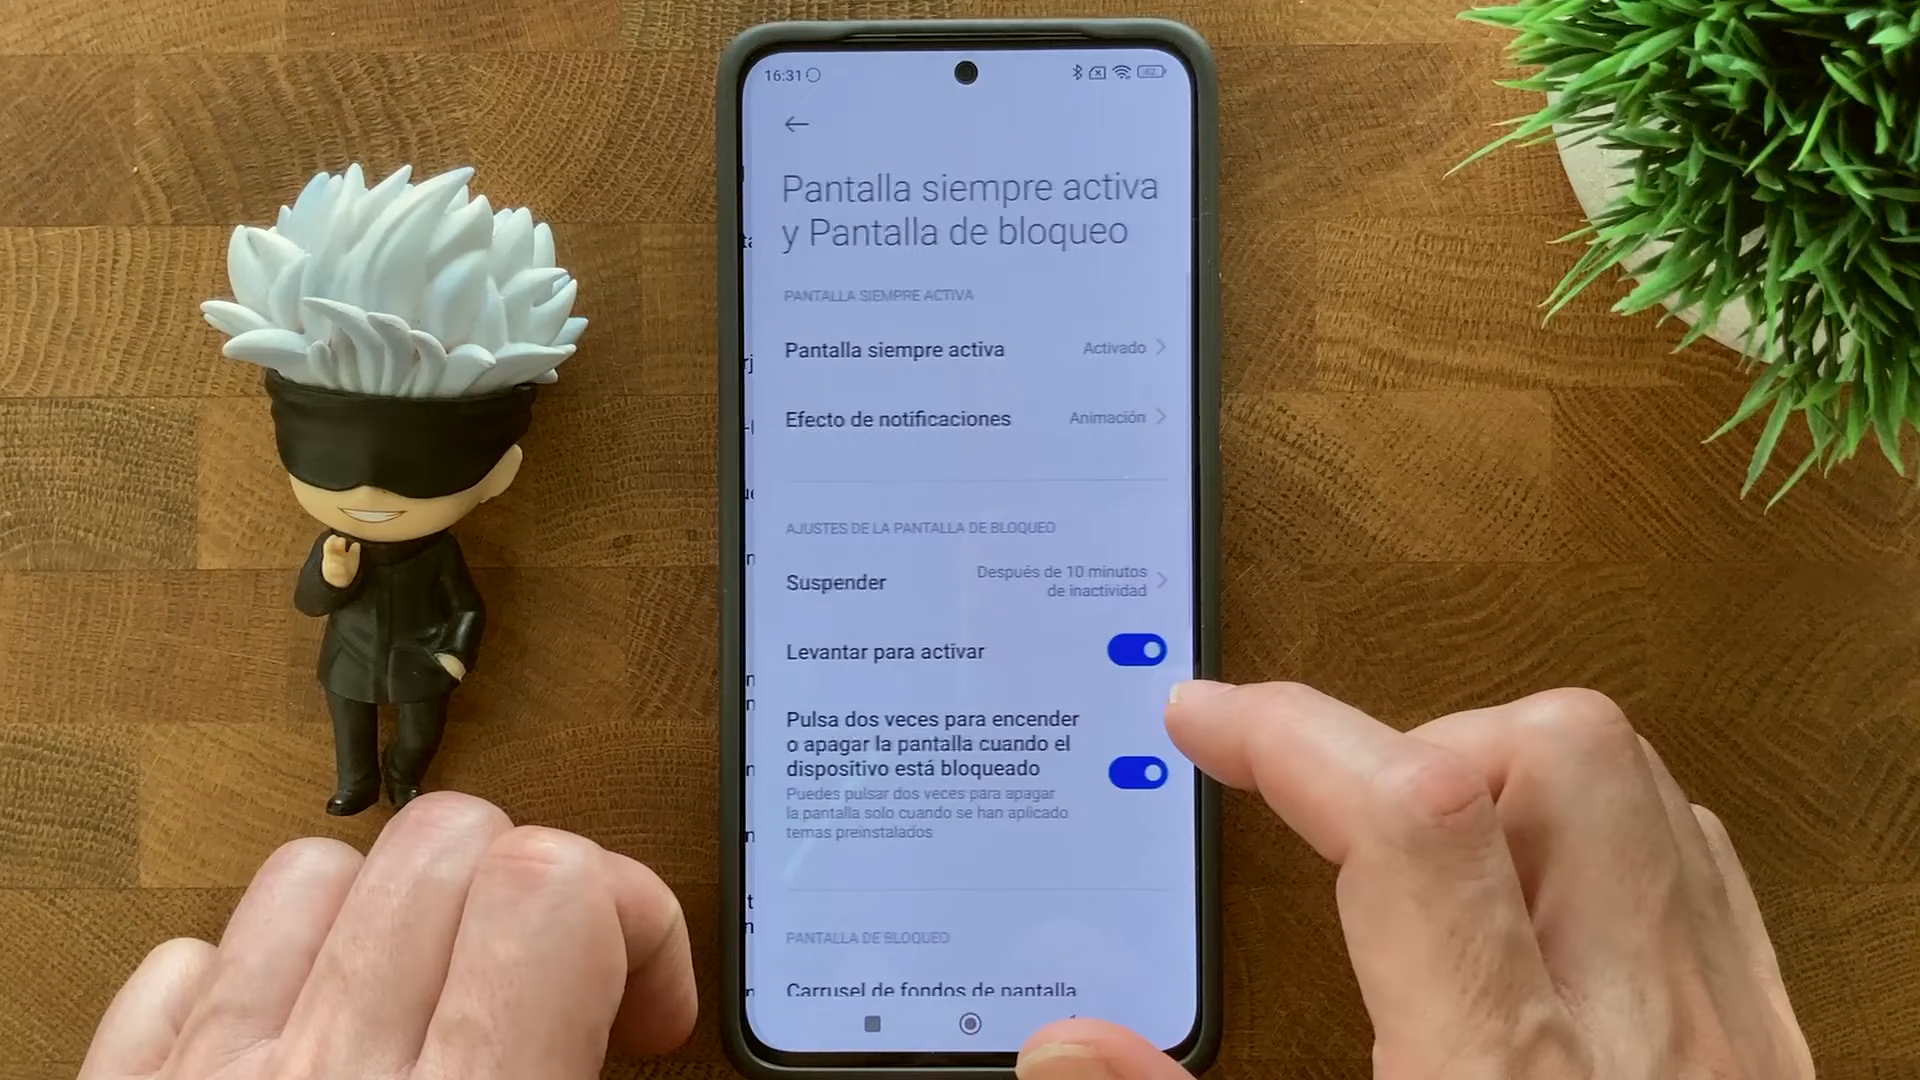 16:31
62
Pantalla siempre activa
y Pantalla de bloqueo
PANTALLA SIEMPRE ACTIVA
Pantalla siempre activa
Activado
Efecto de notificaciones
Animación
AJUSTES DE LA PANTALLA DE BLOQUEO
Suspender
Después de 10 minutos
de inactividad
Levantar para activar
Pulsa dos veces para encender
o apagar la pantalla cuando el
dispositivo está bloqueado
Puedes pulsar dos veces para apagar
la pantalla solo cuando se han aplicado
temas preinstalados
PANTALLA DE BLOQUEO
Carrusel de fondos de pantalla